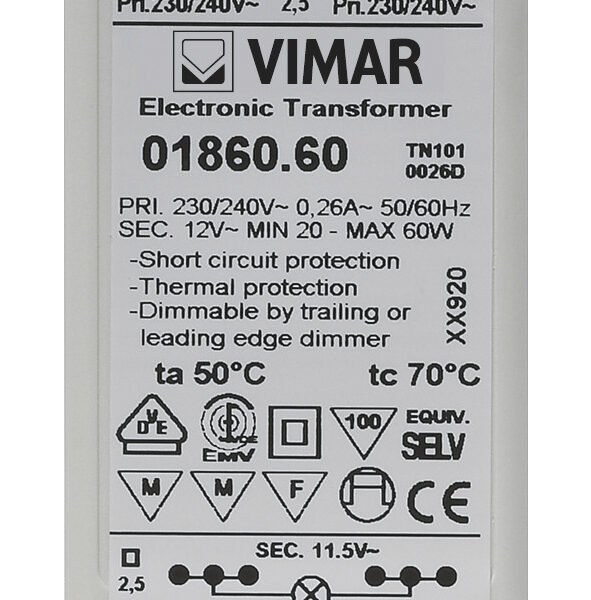 Pri.230/240V~ 2,5 Pri.230/240V~
VIMAR
Electronic Transformer
01860.60
TN101
0026D
PRI. 230/240V~ 0,26A~ 50/60Hz
SEC. 12V~ MIN 20 - MAX 60W
-Short circuit protection
-Thermal protection
-Dimmable by trailing or
leading edge dimmer
XX920
ta 50°C tc 70°C
DVE VDE EMV 100 EQUIV.
SELV
M M F CE
SEC. 11.5V~
2,5